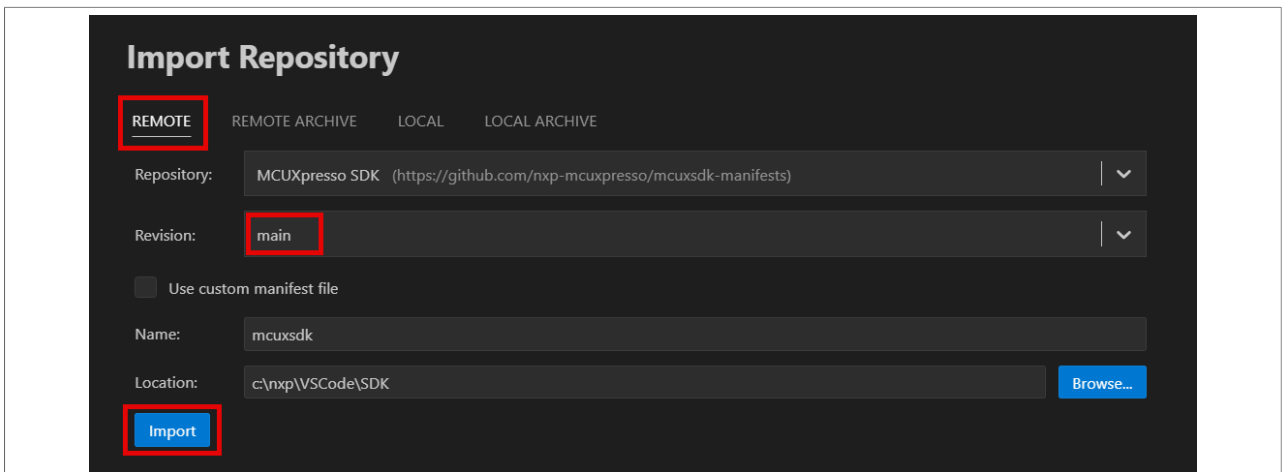 Import Repository
REMOTE REMOTE ARCHIVE LOCAL LOCAL ARCHIVE
Repository: MCUXpresso SDK (https://github.com/nxp-mcuxpresso/mcuxsdk-manifests)
Revision: main
Use custom manifest file
Name: mcuxsdk
Location: c:\nxp\VSCode\SDK Browse...
Import